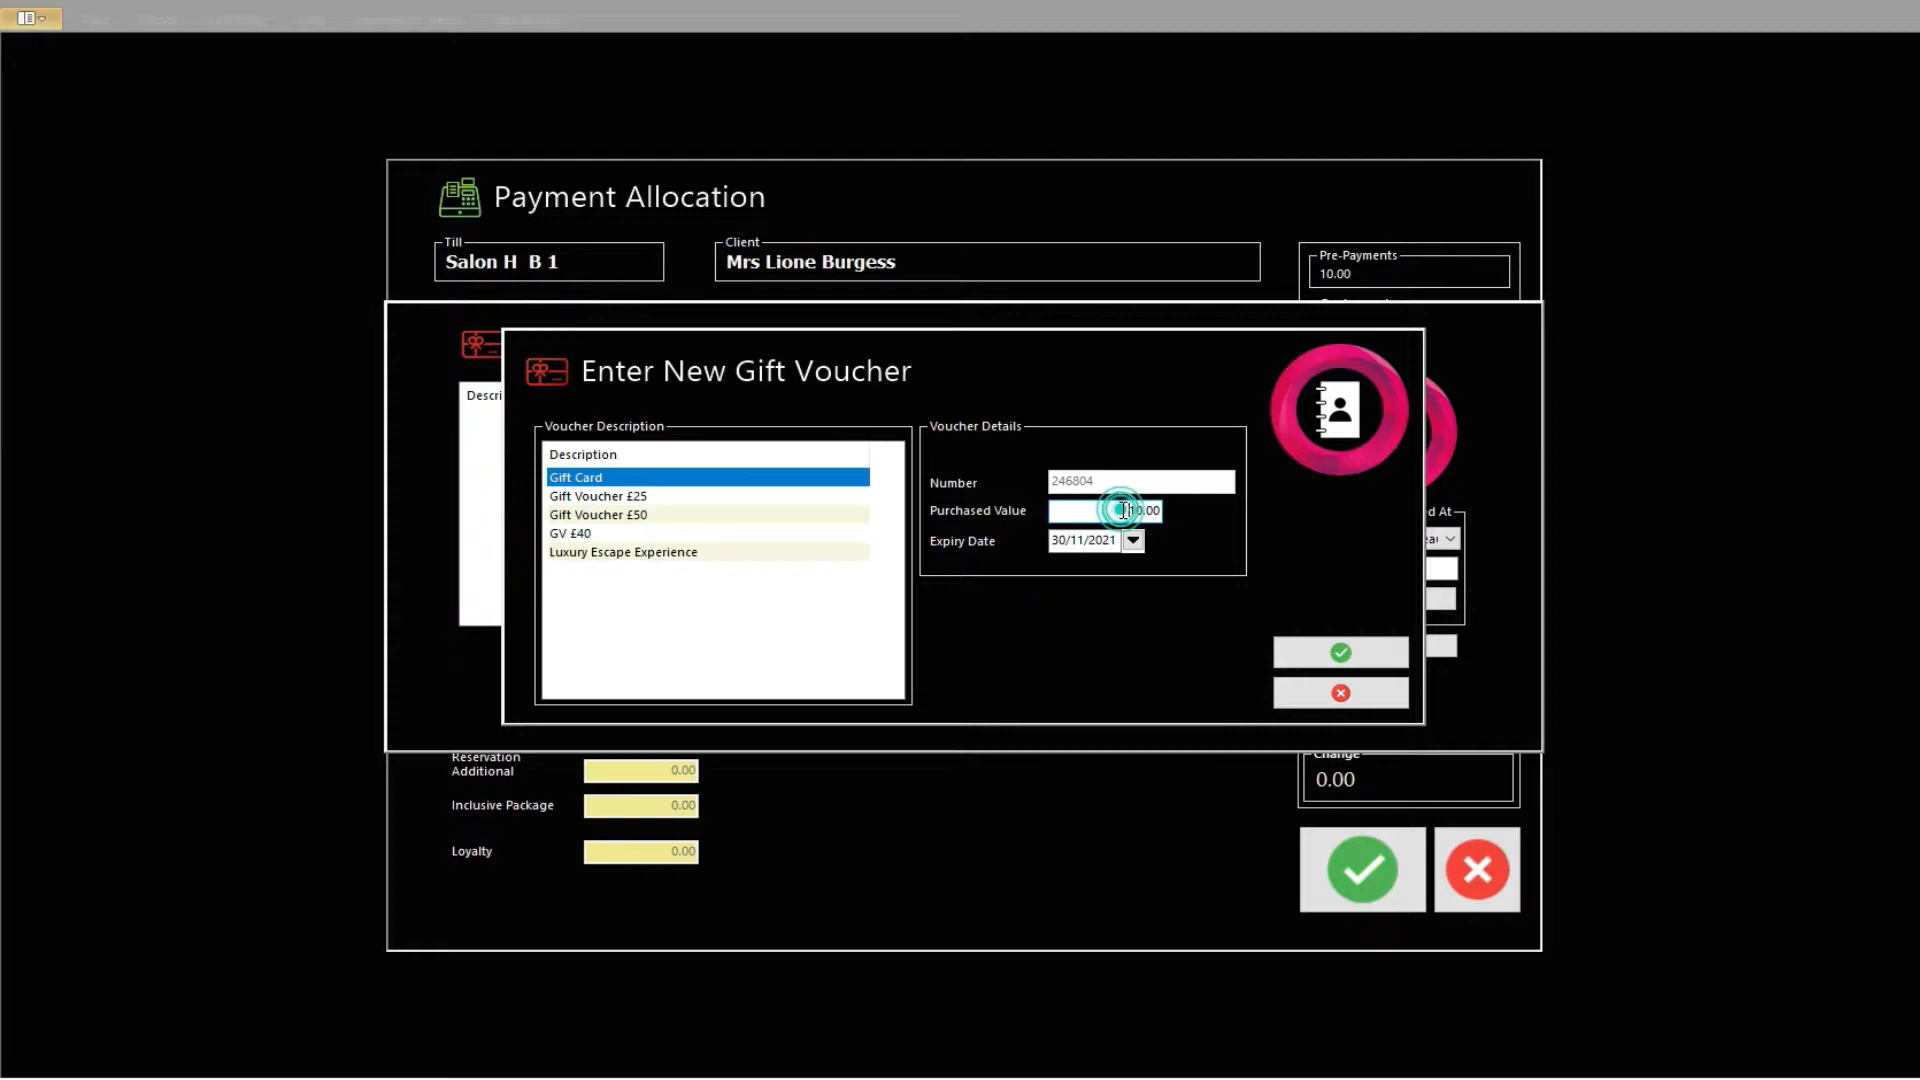 Payment Allocation
Till
Salon H B 1
Client
Mrs Lione Burgess
Pre-Payments
10.00
Descri
Enter New Gift Voucher
Voucher Description
Description
Gift Card
Gift Voucher £25
Gift Voucher £50
GV £40
Luxury Escape Experience
Voucher Details
Number
246804
Purchased Value
10.00
Expiry Date
30/11/2021
d At
Reservation
Additional
0.00
Inclusive Package
0.00
Loyalty
0.00
Change
0.00